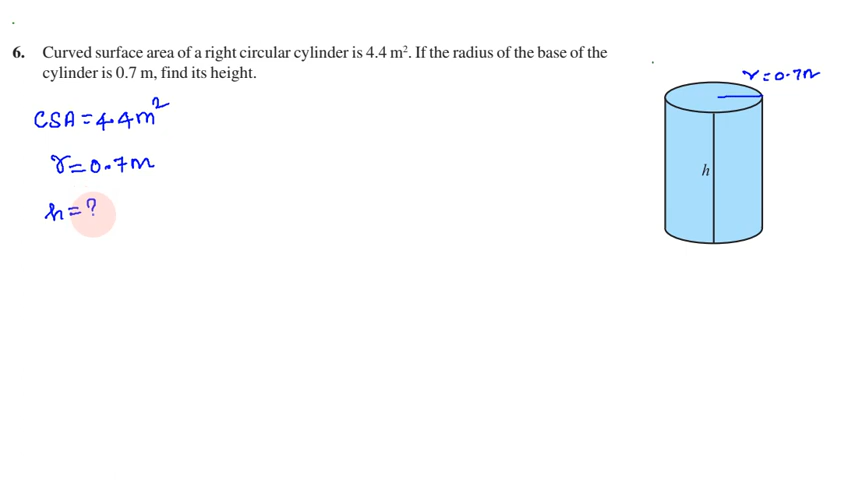 6. Curved surface area of a right circular cylinder is 4.4 m². If the radius of the base of the
cylinder is 0.7 m, find its height.
r=0.7m
CSA=4.4m²
r=0.7m
h
h=?